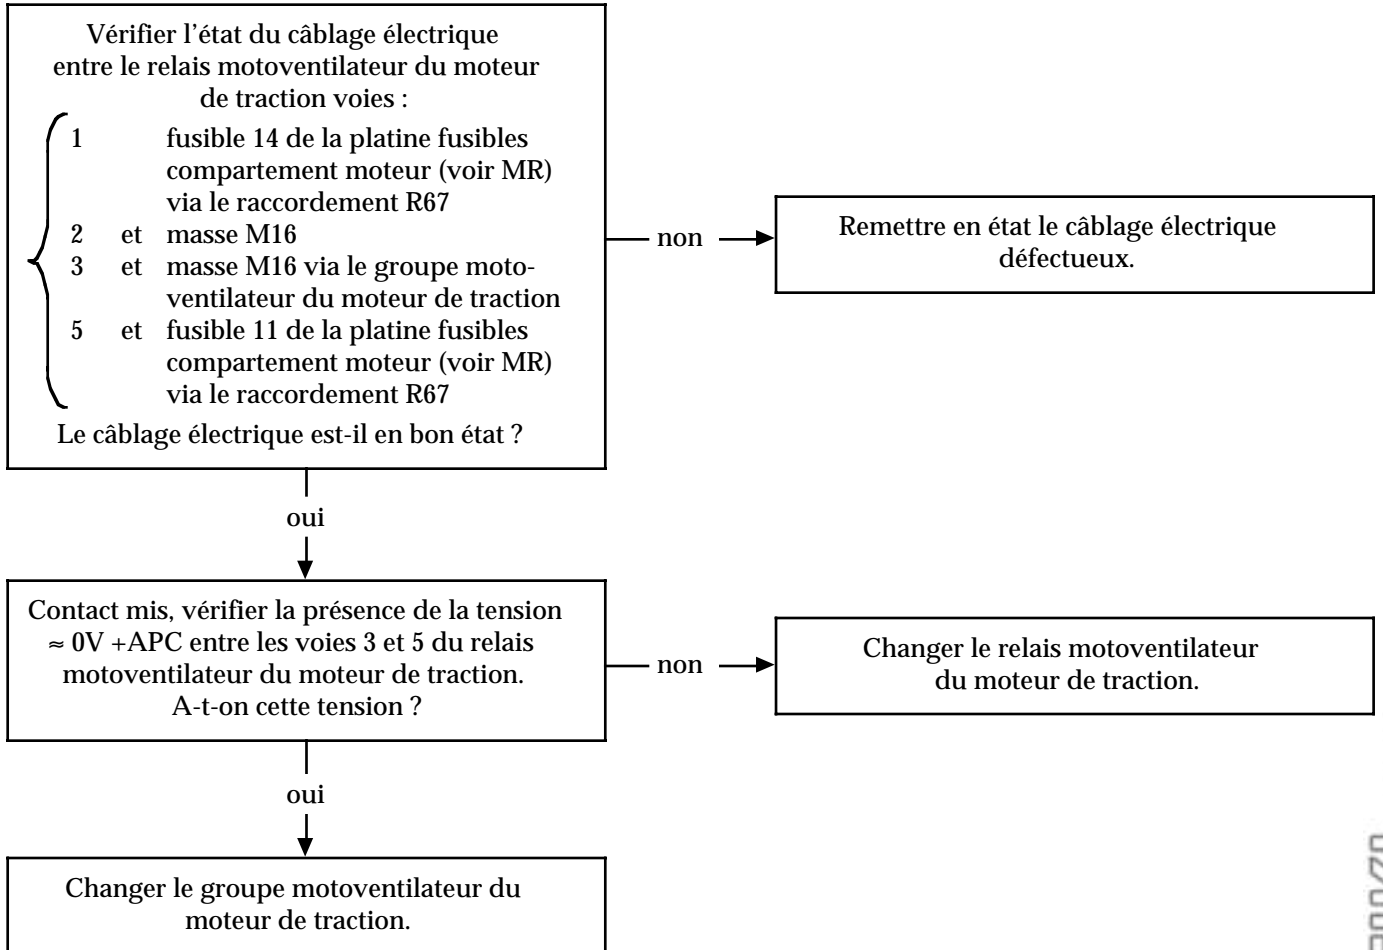 Vérifier l’état du câblage électrique
entre le relais motoventilateur du moteur
de traction voies :
1 fusible 14 de la platine fusibles
compartement moteur (voir MR)
via le raccordement R67
2 et masse M16
3 et masse M16 via le groupe moto-
ventilateur du moteur de traction
5 et fusible 11 de la platine fusibles
compartement moteur (voir MR)
via le raccordement R67
Le câblage électrique est-il en bon état ?
non
Remettre en état le câblage électrique
défectueux.
oui
Contact mis, vérifier la présence de la tension
≈ 0V +APC entre les voies 3 et 5 du relais
motoventilateur du moteur de traction.
A-t-on cette tension ?
non
Changer le relais motoventilateur
du moteur de traction.
oui
Changer le groupe motoventilateur du
moteur de traction.